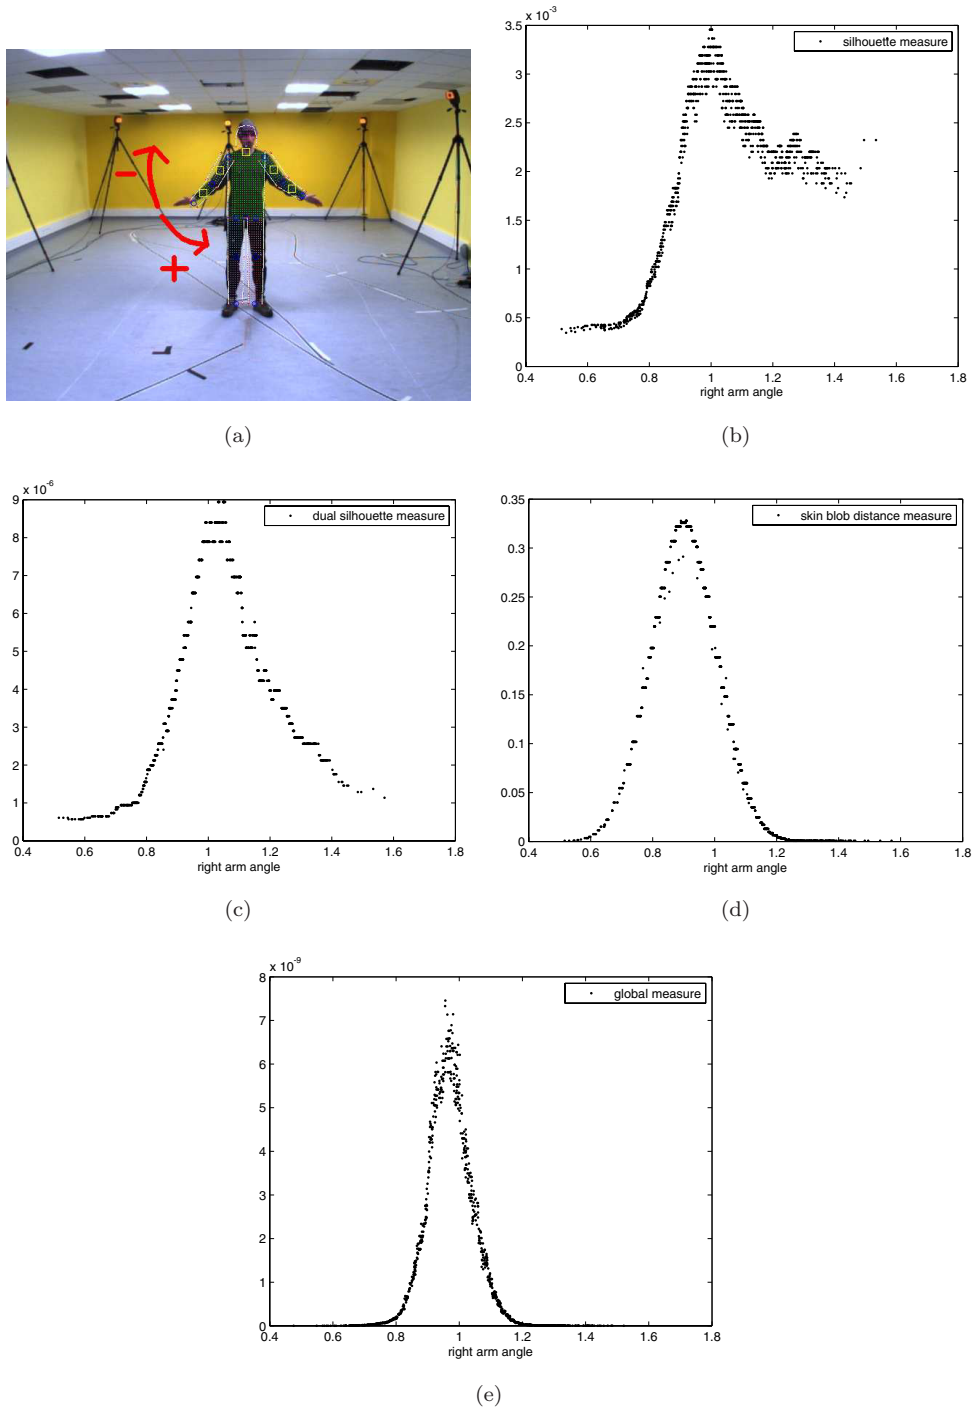 − +
(a)
x 10-3
3.5
3
2.5
2
1.5
1
0.5
0
0.4 0.6 0.8 1 1.2 1.4 1.6 1.8
right arm angle
silhouette measure
(b)
x 10-6
9
8
7
6
5
4
3
2
1
0
0.4 0.6 0.8 1 1.2 1.4 1.6 1.8
right arm angle
dual silhouette measure
(c)
0.35
0.3
0.25
0.2
0.15
0.1
0.05
0
0.4 0.6 0.8 1 1.2 1.4 1.6 1.8
right arm angle
skin blob distance measure
(d)
x 10-9
8
7
6
5
4
3
2
1
0
0.4 0.6 0.8 1 1.2 1.4 1.6 1.8
right arm angle
global measure
(e)